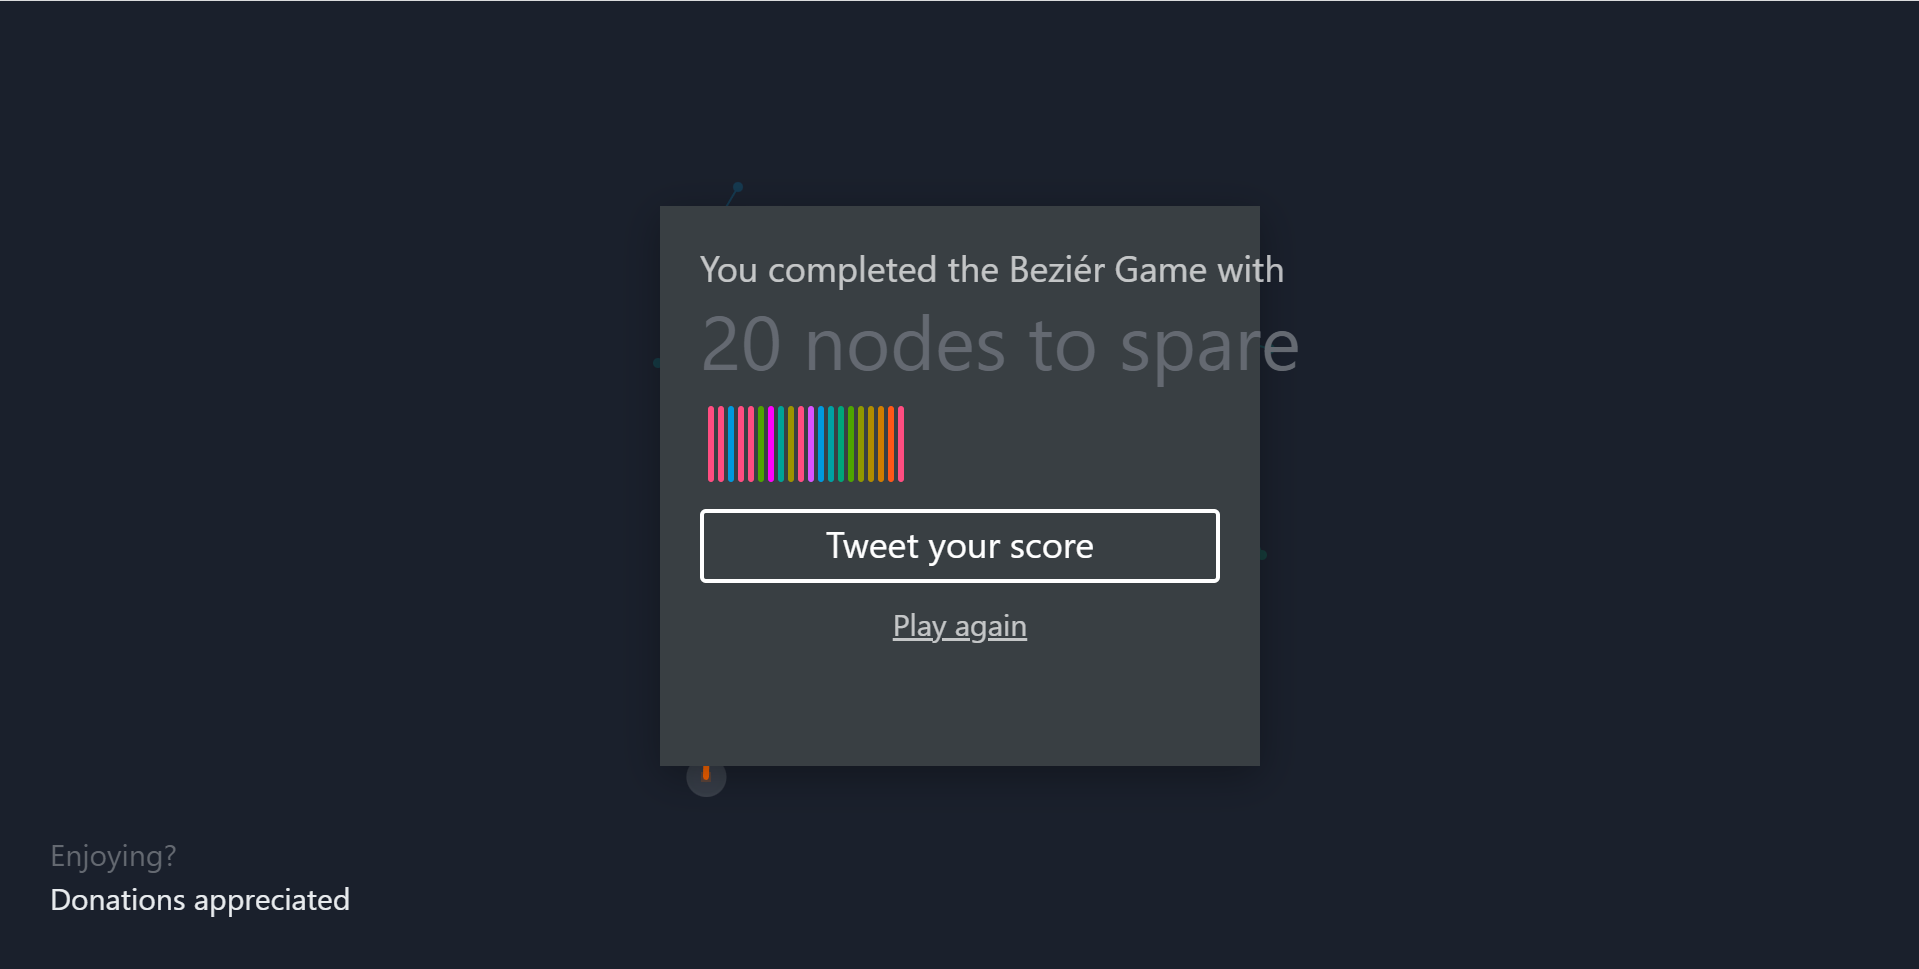 You completed the Beziér Game with
20 nodes to spare
Tweet your score
Play again
Enjoying?
Donations appreciated